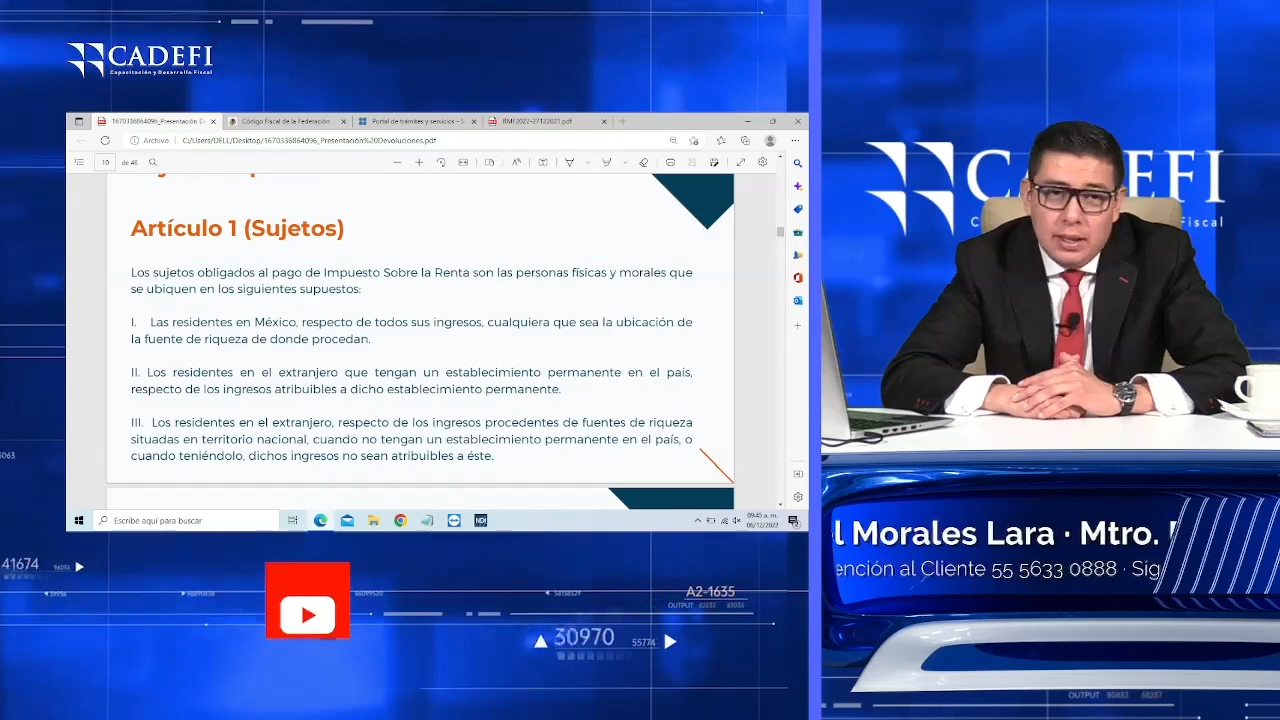 CADEFI
Capacitación y Desarrollo Fiscal
1670336864096_Presentación D
Código Fiscal de la Federación
Portal de trámites y servicios - S
RMF2022-27122021.pdf
Archivo
C:/Users/DELL/Desktop/1670336864096_Presentación%20Devoluciones.pdf
10 de 46
Artículo 1 (Sujetos)
Los sujetos obligados al pago de Impuesto Sobre la Renta son las personas físicas y morales que
se ubiquen en los siguientes supuestos:
I. Las residentes en México, respecto de todos sus ingresos, cualquiera que sea la ubicación de
la fuente de riqueza de donde procedan.
II. Los residentes en el extranjero que tengan un establecimiento permanente en el país,
respecto de los ingresos atribuibles a dicho establecimiento permanente.
III. Los residentes en el extranjero, respecto de los ingresos procedentes de fuentes de riqueza
situadas en territorio nacional, cuando no tengan un establecimiento permanente en el país, o
cuando teniéndolo, dichos ingresos no sean atribuibles a éste.
Escribe aquí para buscar
NDI
09:45 a. m.
06/12/2022
CADEFI
Fiscal
l Morales Lara · Mtro.
ención al Cliente 55 5633 0888 · Sig
41674
A2-1635
OUTPUT
30970
55774
OUTPUT